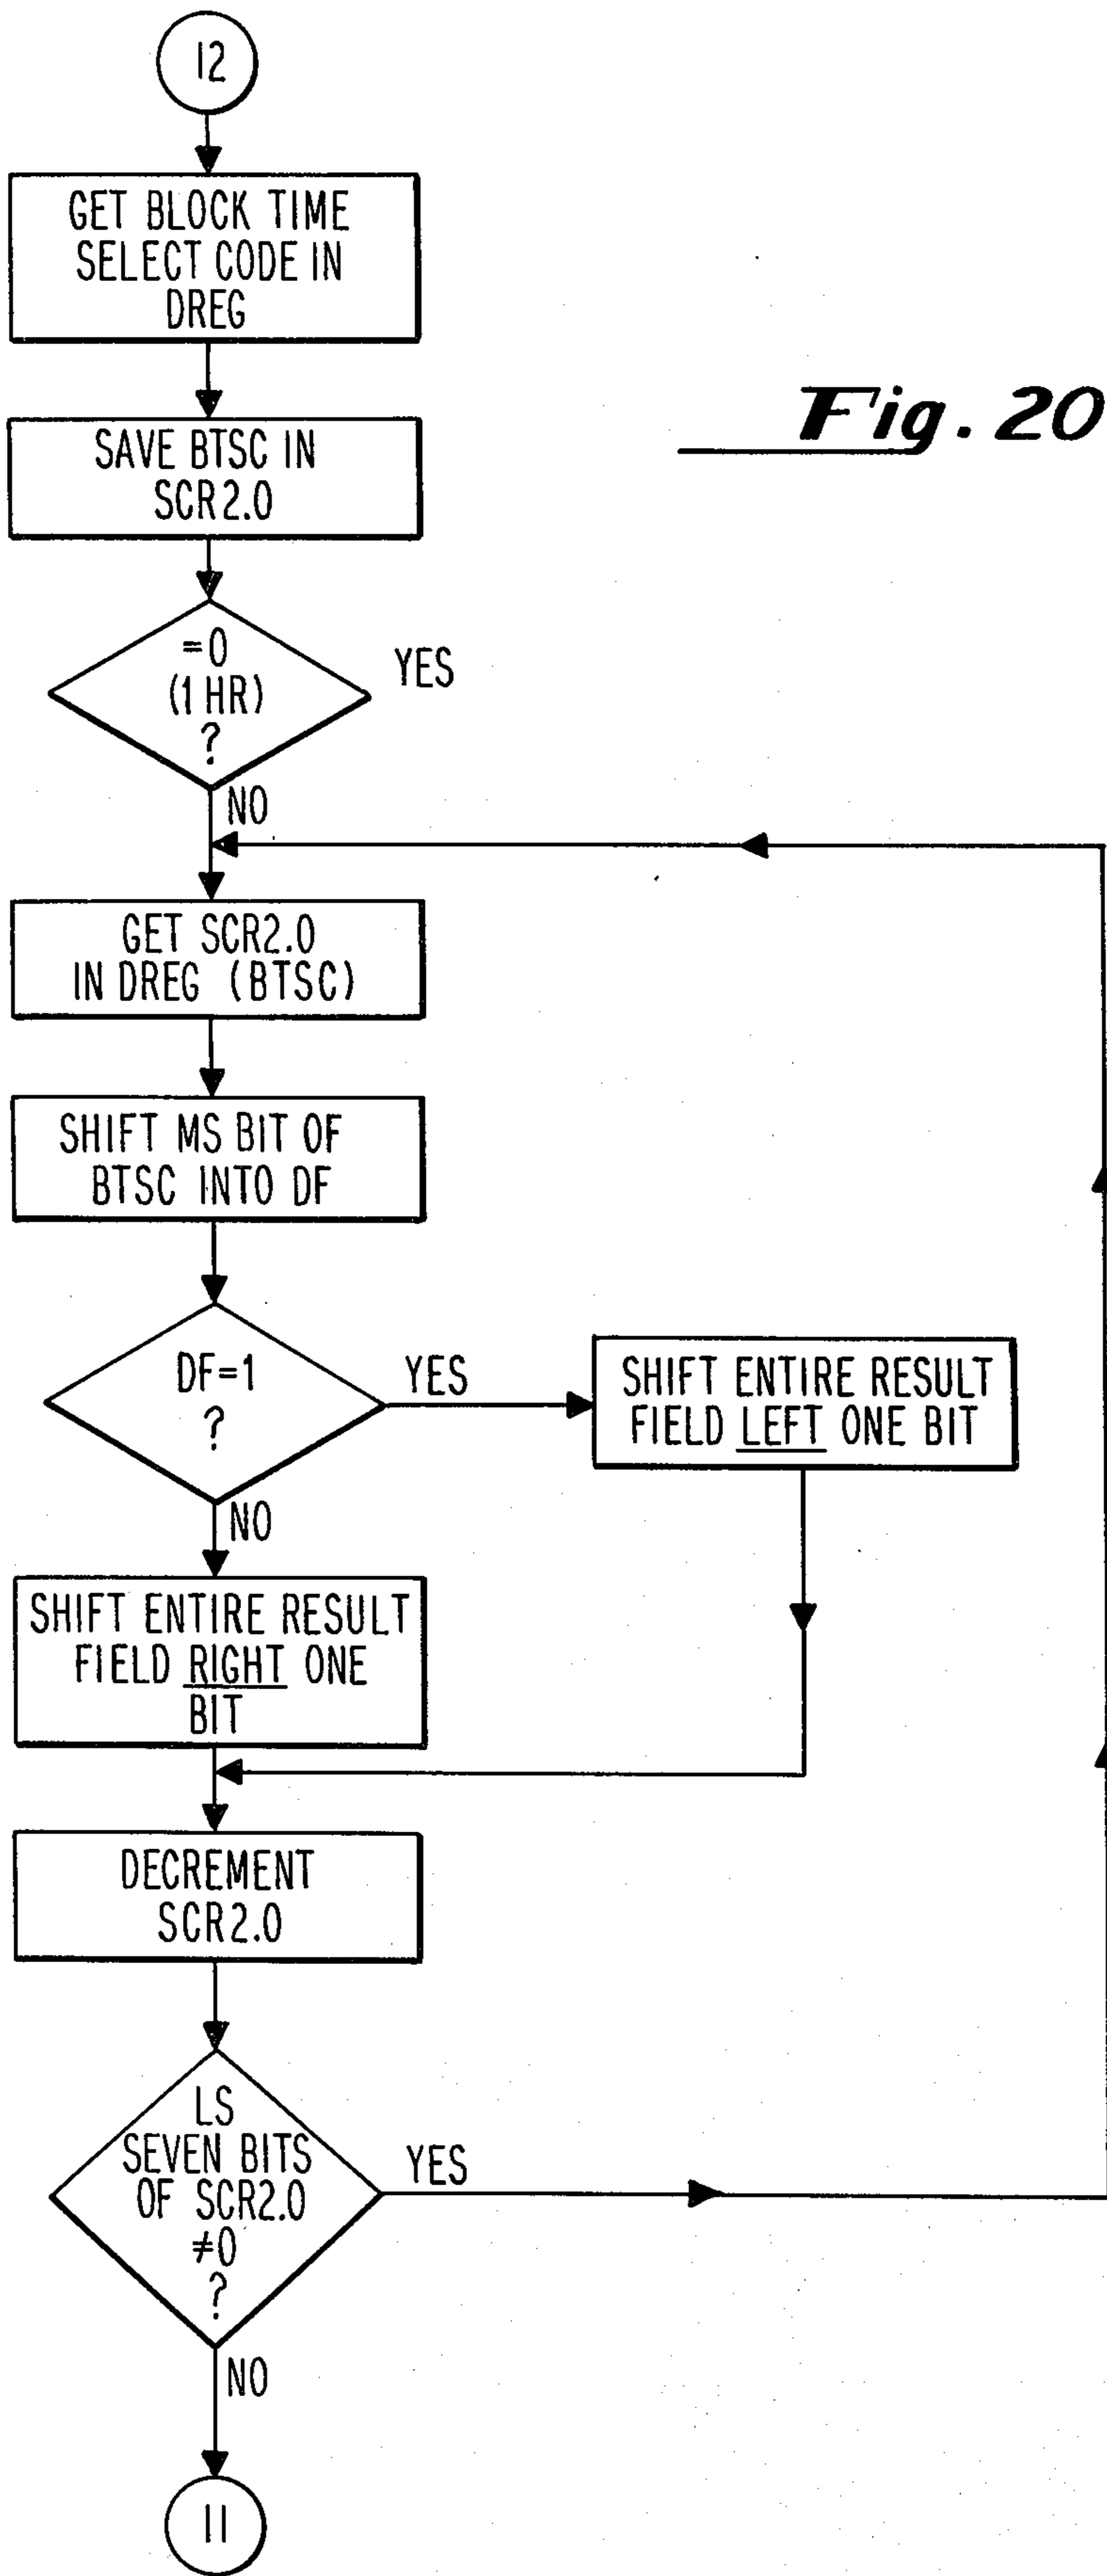 12
GET BLOCK TIME
SELECT CODE IN
DREG
Fig. 20
SAVE BTSC IN
SCR2.0
=0
(1 HR)
?
YES
NO
GET SCR2.0
IN DREG (BTSC)
SHIFT MS BIT OF
BTSC INTO DF
DF=1
?
YES
SHIFT ENTIRE RESULT
FIELD LEFT ONE BIT
NO
SHIFT ENTIRE RESULT
FIELD RIGHT ONE
BIT
DECREMENT
SCR2.0
LS
SEVEN BITS
OF SCR2.0
≠0
?
YES
NO
11